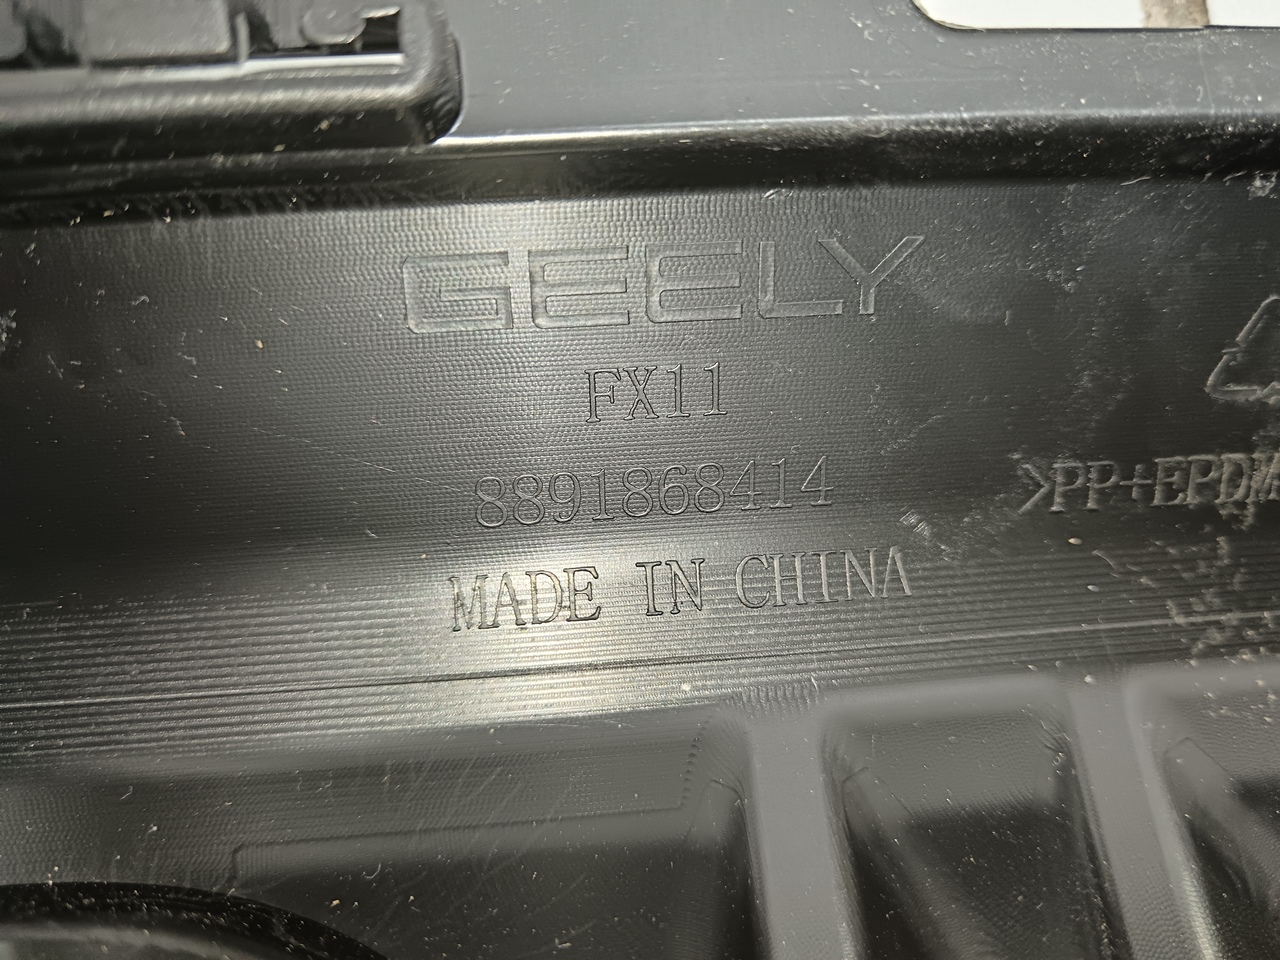 GEELY
FX11
8891868414
>PP+EPDM
MADE IN CHINA